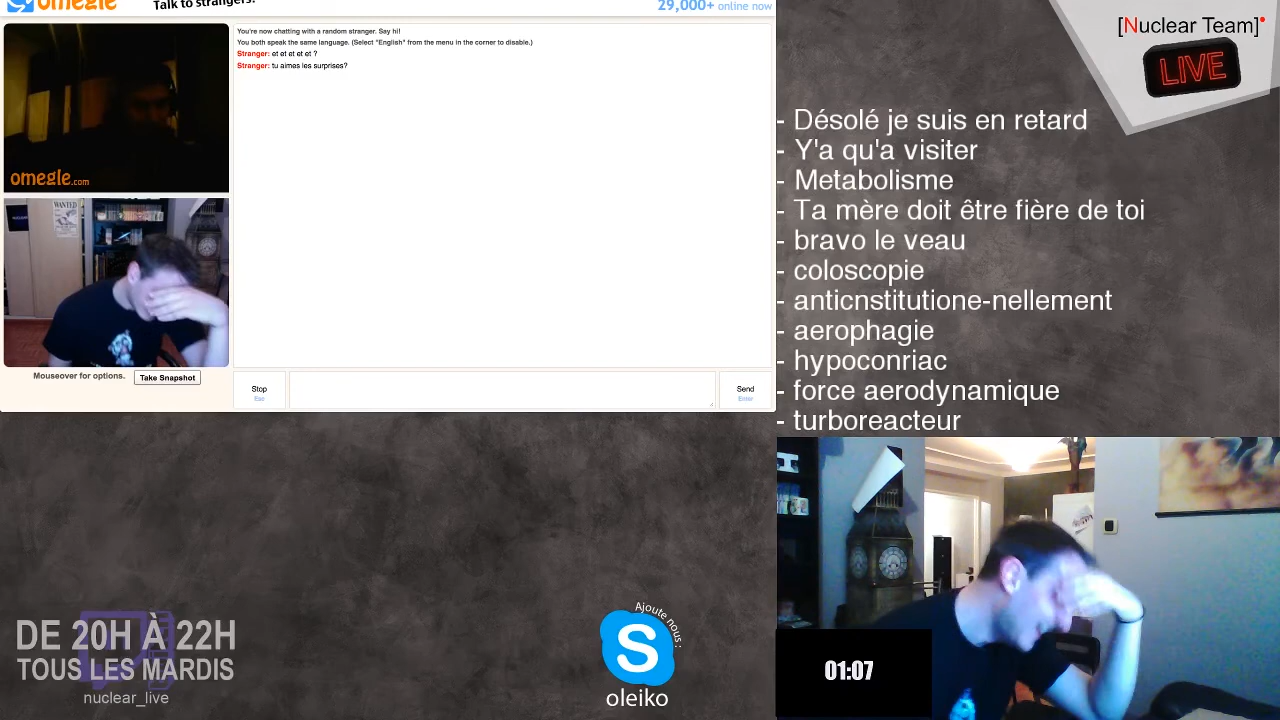 omegle
Talk to strangers!
29,000+ online now
You're now chatting with a random stranger. Say hi!
You both speak the same language. (Select "English" from the menu in the corner to disable.)
Stranger: et et et et et ?
Stranger: tu aimes les surprises?
omegle.com
WANTED
Mouseover for options.
Take Snapshot
Stop
Esc
Send
Enter
[Nuclear Team]
LIVE
- Désolé je suis en retard
- Y'a qu'a visiter
- Metabolisme
- Ta mère doit être fière de toi
- bravo le veau
- coloscopie
- anticnstitutione-nellement
- aerophagie
- hypoconriac
- force aerodynamique
- turboreacteur
DE 20H À 22H
TOUS LES MARDIS
nuclear_live
Ajoute nous :
oleiko
01:07